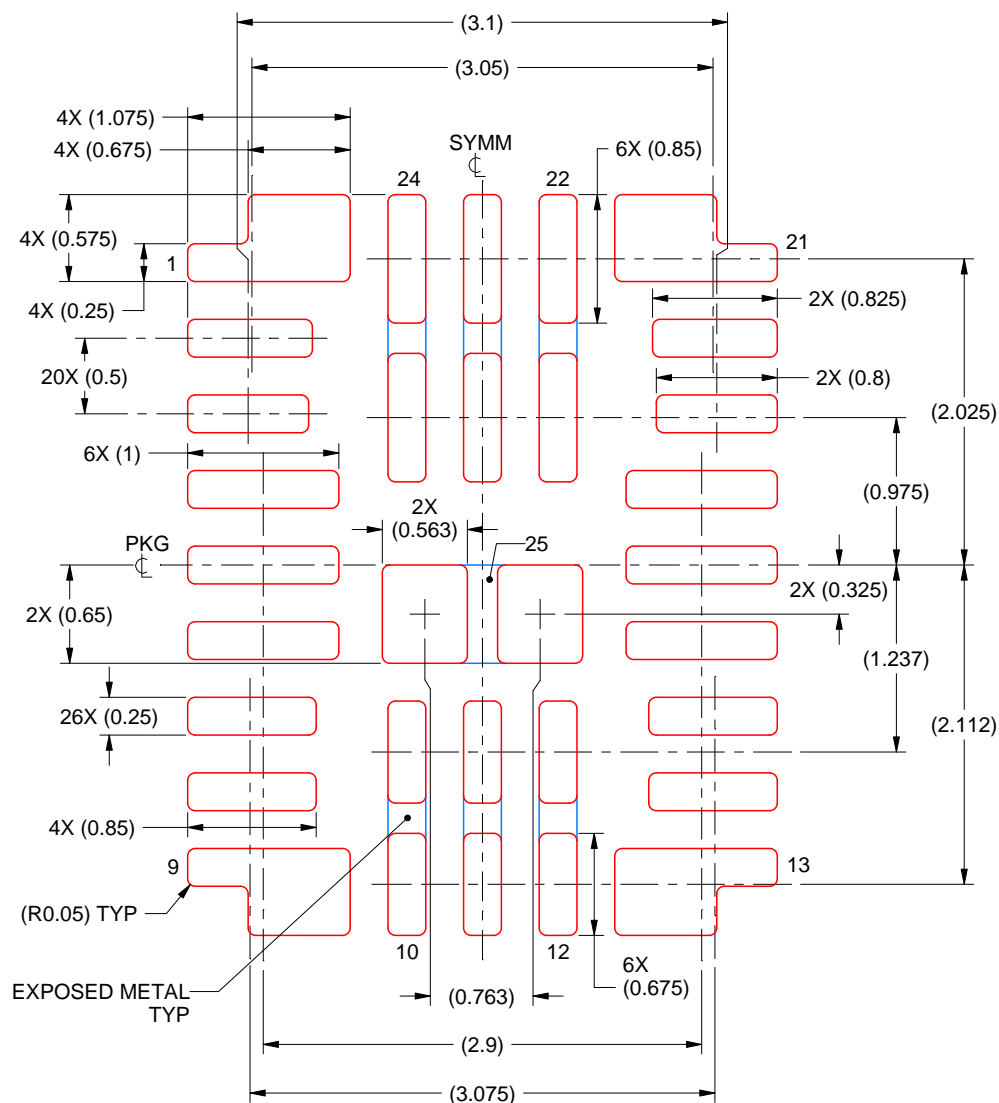 (3.1)
(3.05)
4X (1.075)
4X (0.675)
SYMM
℄
6X (0.85)
24
22
4X (0.575)
1
21
4X (0.25)
2X (0.825)
20X (0.5)
2X (0.8)
(2.025)
6X (1)
(0.975)
2X
(0.563)
PKG
℄
25
2X (0.325)
2X (0.65)
(1.237)
26X (0.25)
(2.112)
4X (0.85)
9
13
(R0.05) TYP
10
12
6X
(0.675)
EXPOSED METAL
TYP
(0.763)
(2.9)
(3.075)